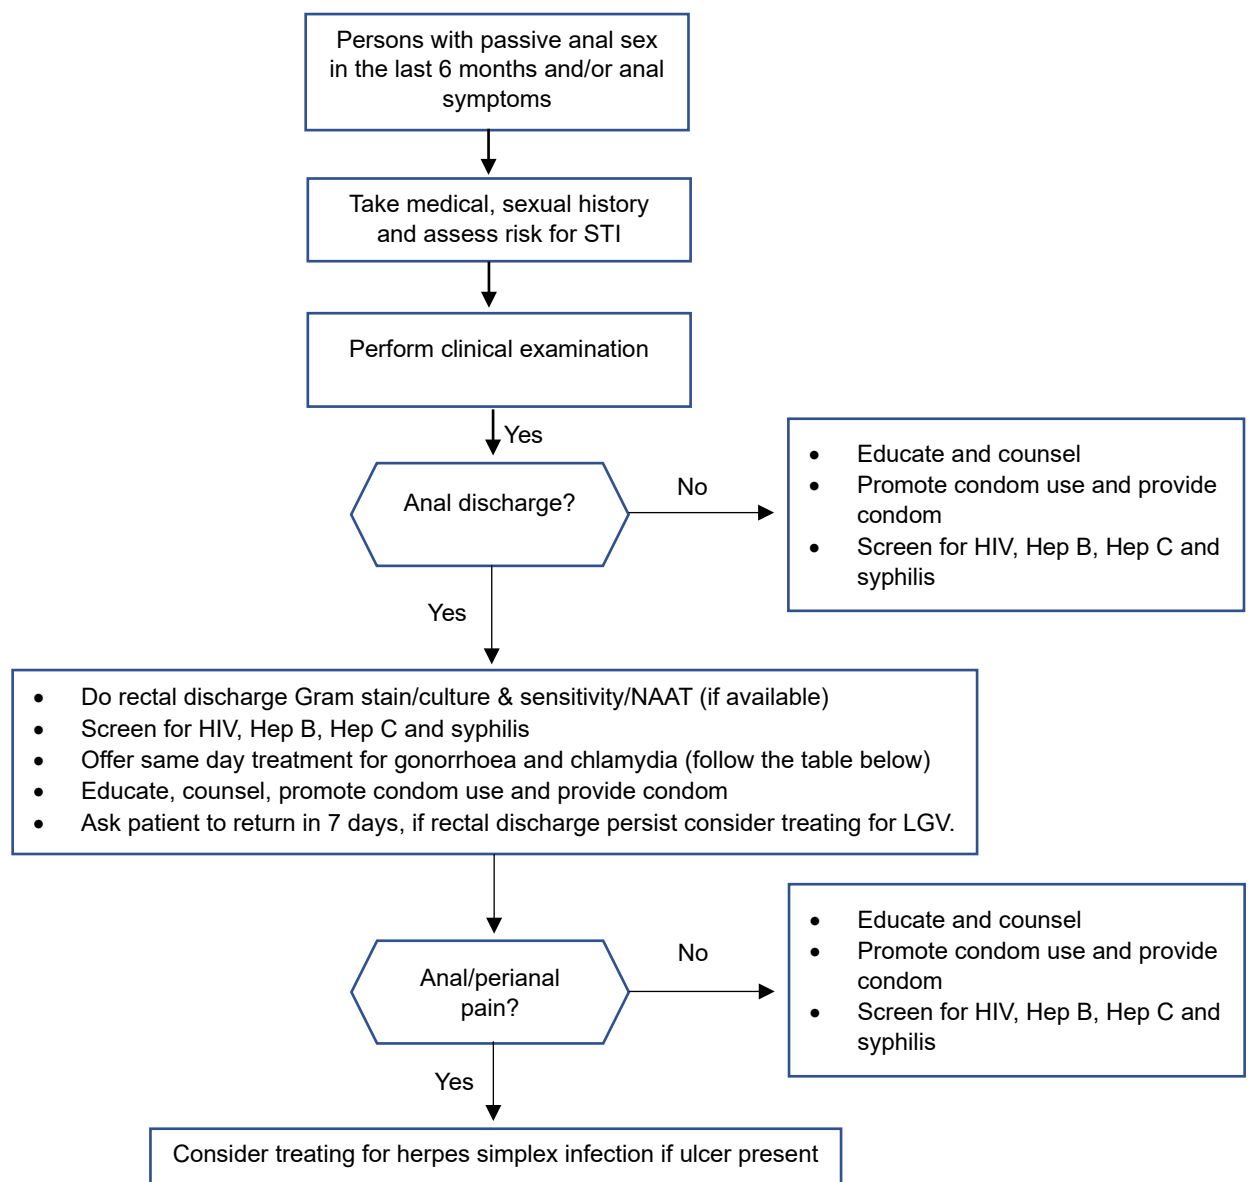 Persons with passive anal sex
in the last 6 months and/or anal
symptoms
Take medical, sexual history
and assess risk for STI
Perform clinical examination
Yes
Anal discharge?
No
• Educate and counsel
• Promote condom use and provide
condom
• Screen for HIV, Hep B, Hep C and
syphilis
Yes
• Do rectal discharge Gram stain/culture & sensitivity/NAAT (if available)
• Screen for HIV, Hep B, Hep C and syphilis
• Offer same day treatment for gonorrhoea and chlamydia (follow the table below)
• Educate, counsel, promote condom use and provide condom
• Ask patient to return in 7 days, if rectal discharge persist consider treating for LGV.
Anal/perianal
pain?
No
• Educate and counsel
• Promote condom use and provide
condom
• Screen for HIV, Hep B, Hep C and
syphilis
Yes
Consider treating for herpes simplex infection if ulcer present